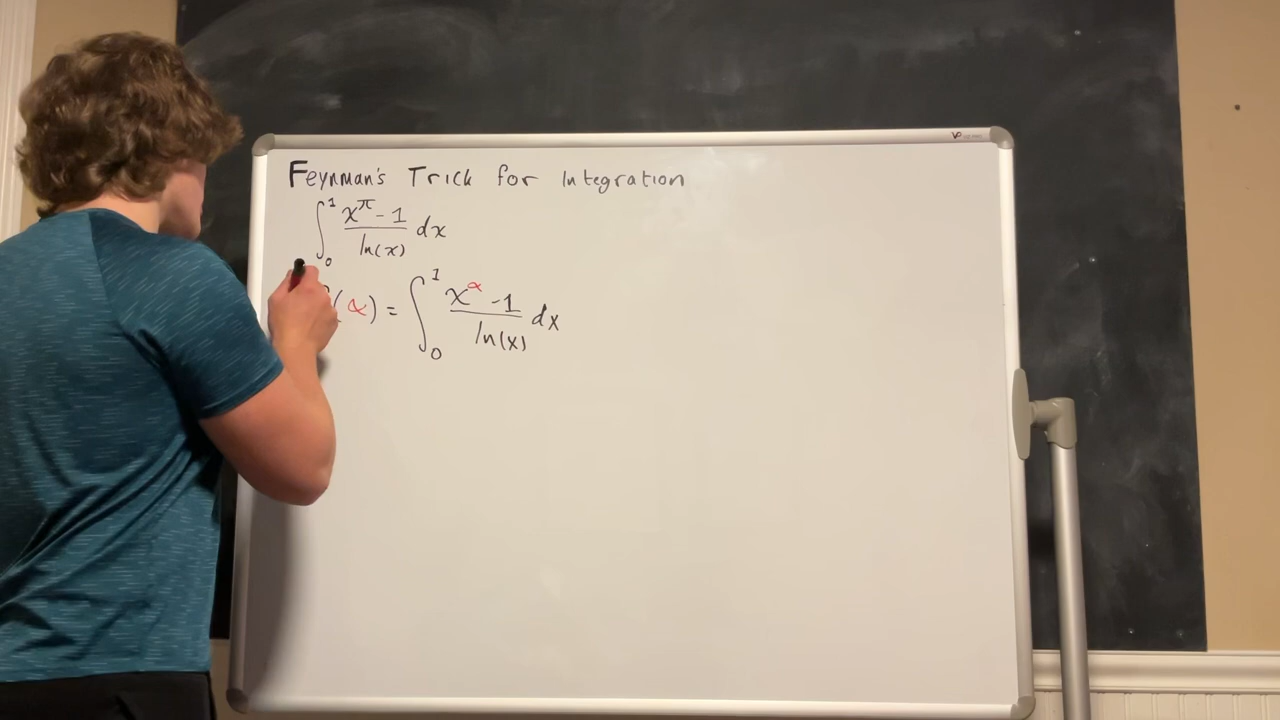 Feynman's Trick for Integration
∫₀¹ (x^π - 1)/ln(x) dx
(α) = ∫₀¹ (x^α - 1)/ln(x) dx